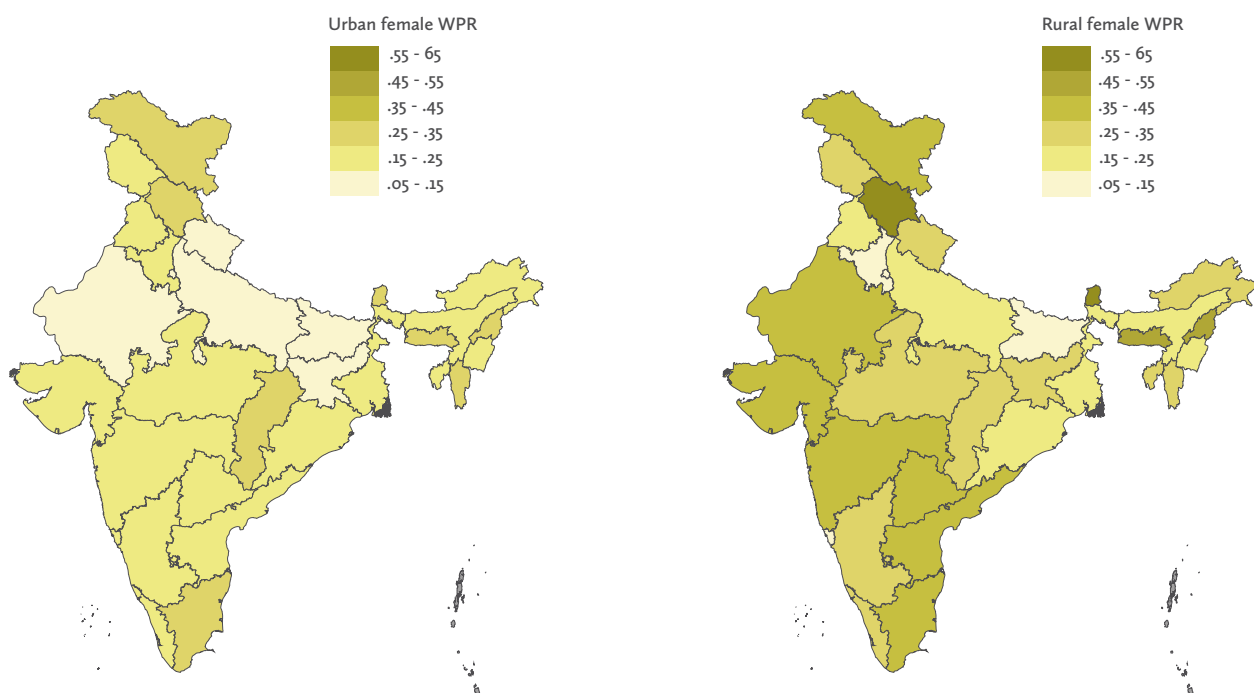 Urban female WPR
.55 - 65
.45 - .55
.35 - .45
.25 - .35
.15 - .25
.05 - .15
Rural female WPR
.55 - 65
.45 - .55
.35 - .45
.25 - .35
.15 - .25
.05 - .15